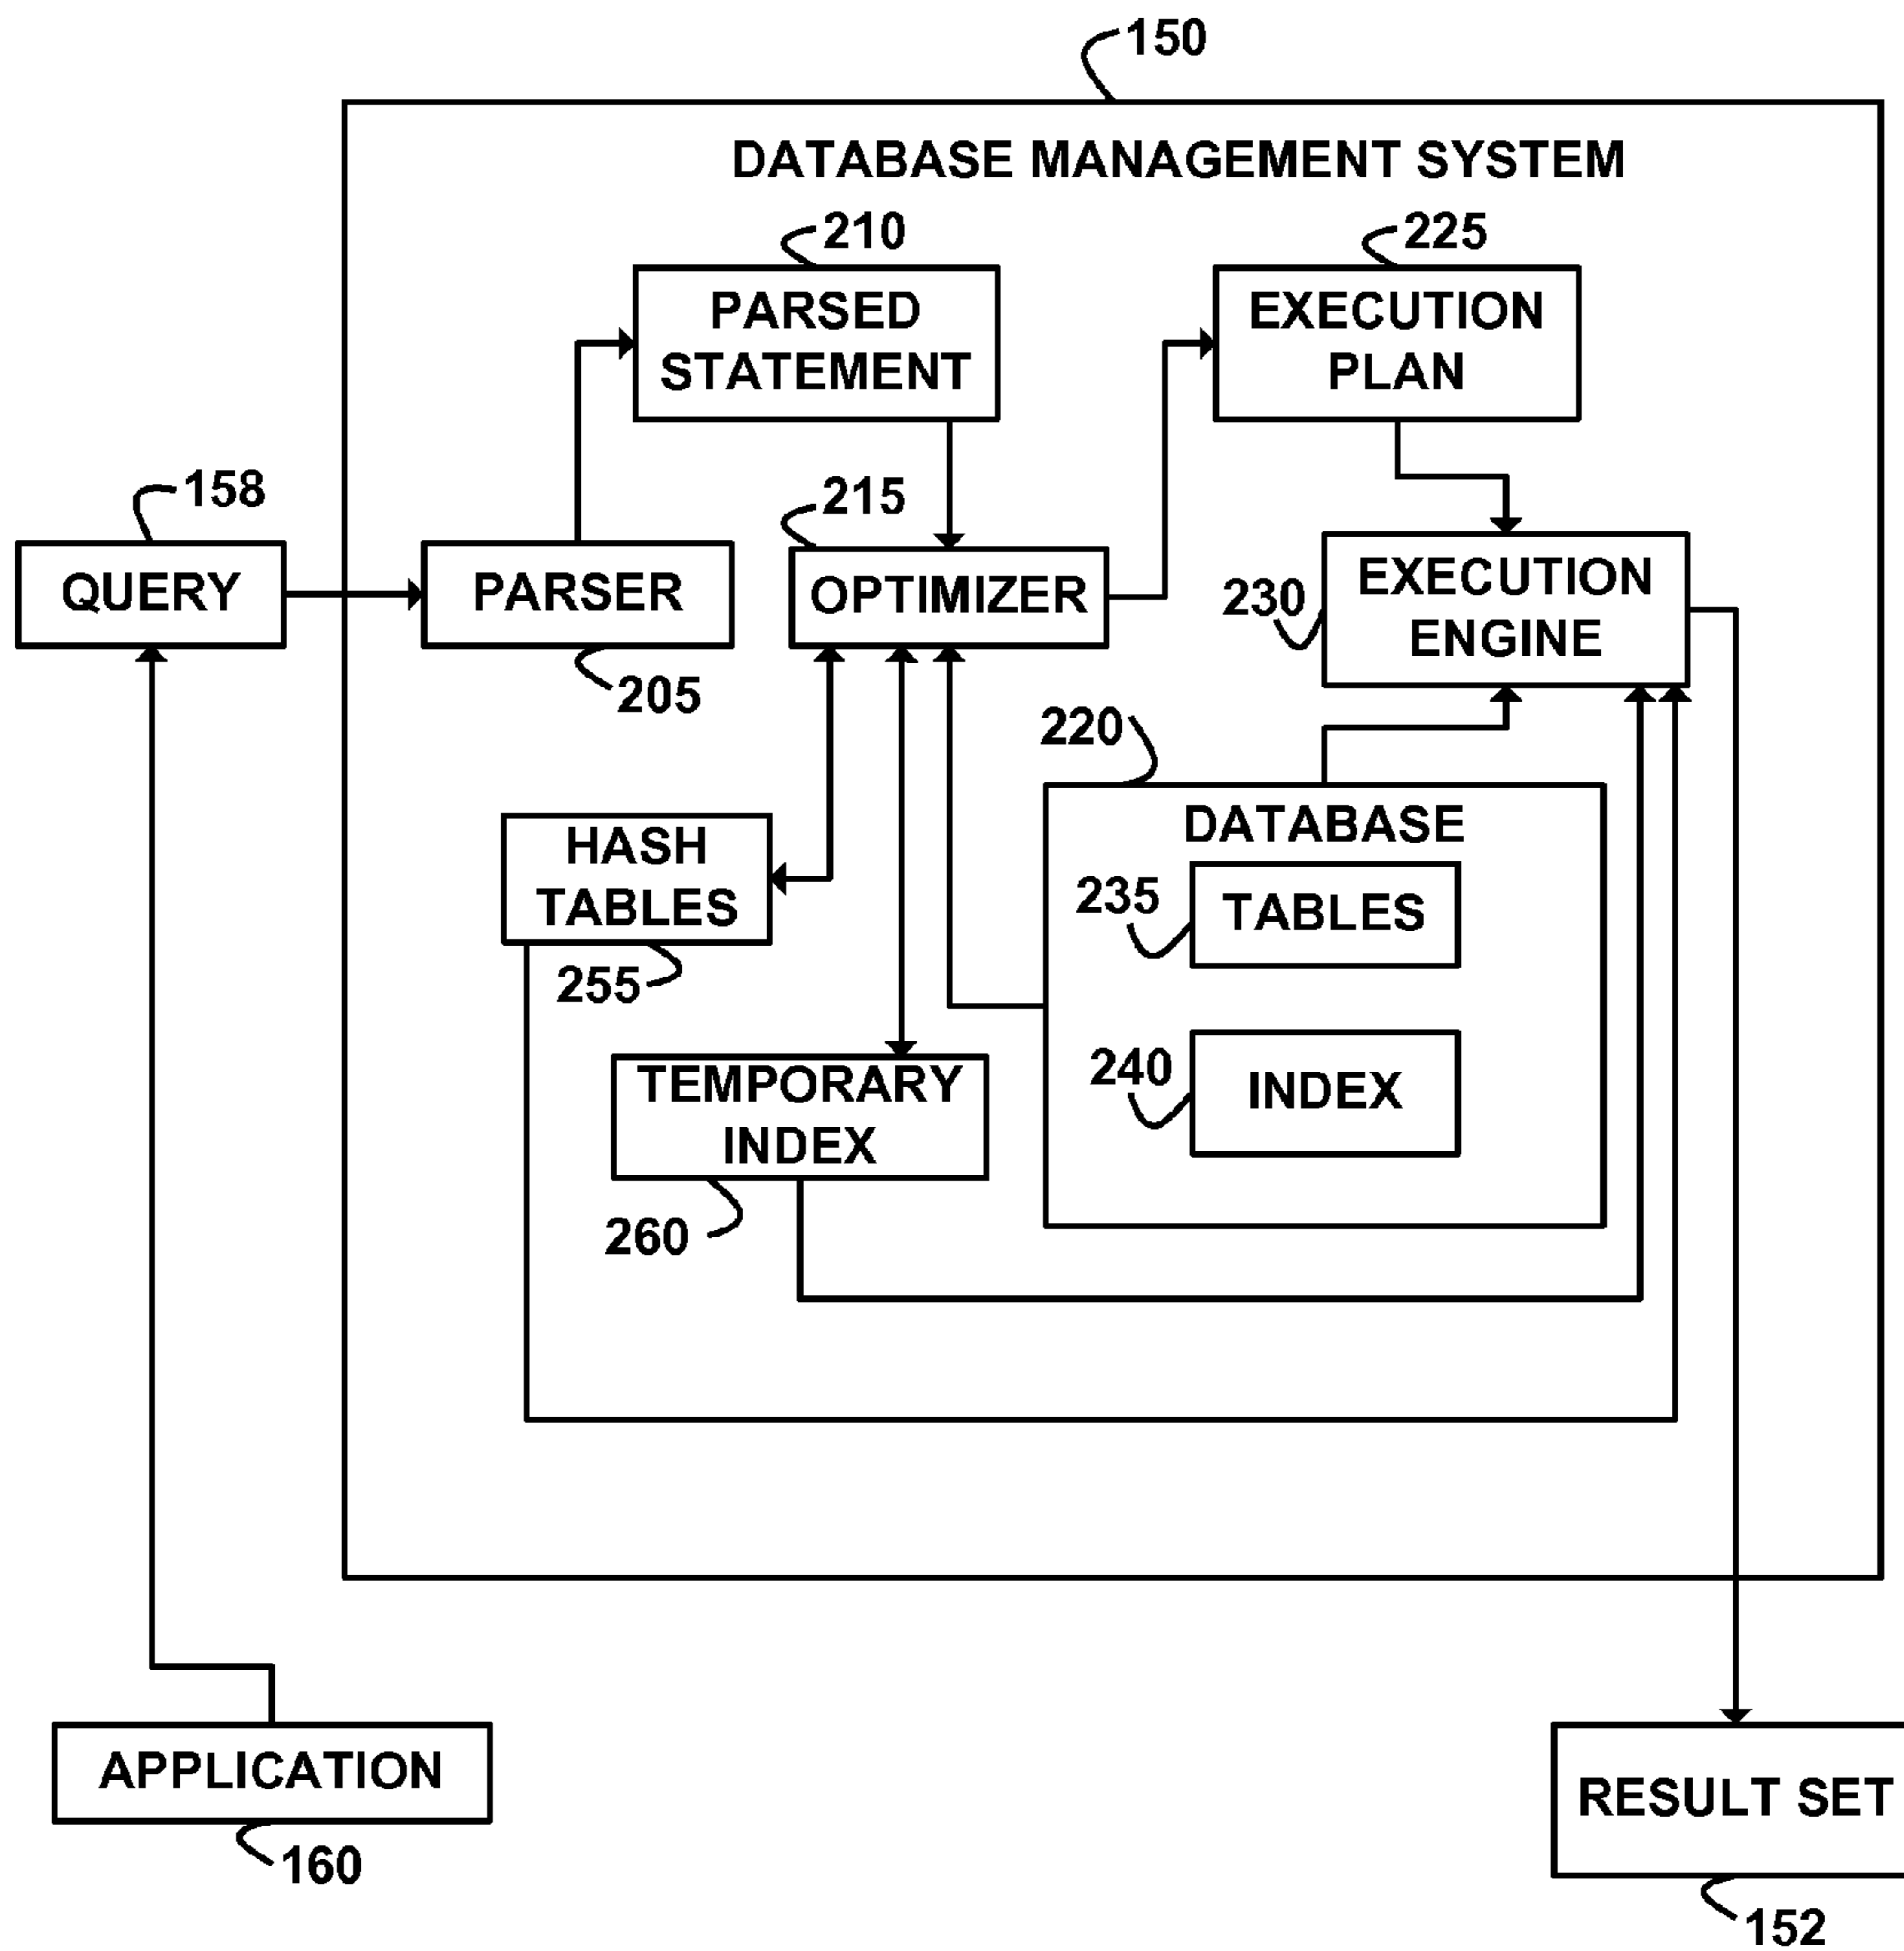 150
DATABASE MANAGEMENT SYSTEM
210
225
PARSED
STATEMENT
EXECUTION
PLAN
158
215
QUERY
PARSER
OPTIMIZER
230
EXECUTION
ENGINE
205
220
HASH
TABLES
DATABASE
235
TABLES
255
240
INDEX
TEMPORARY
INDEX
260
APPLICATION
RESULT SET
160
152